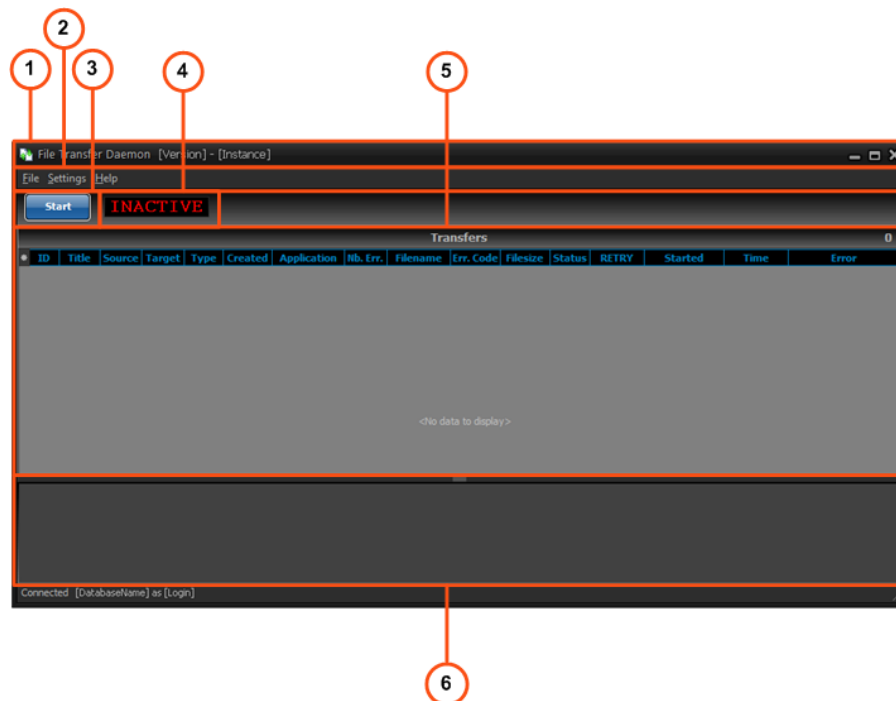 2
1
3
4
5
File Transfer Daemon [Version] - [Instance]
File Settings Help
Start
INACTIVE
Transfers 0
ID Title Source Target Type Created Application Nb. Err. Filename Err. Code Filesize Status RETRY Started Time Error
<No data to display>
Connected [DatabaseName] as [Login]
6